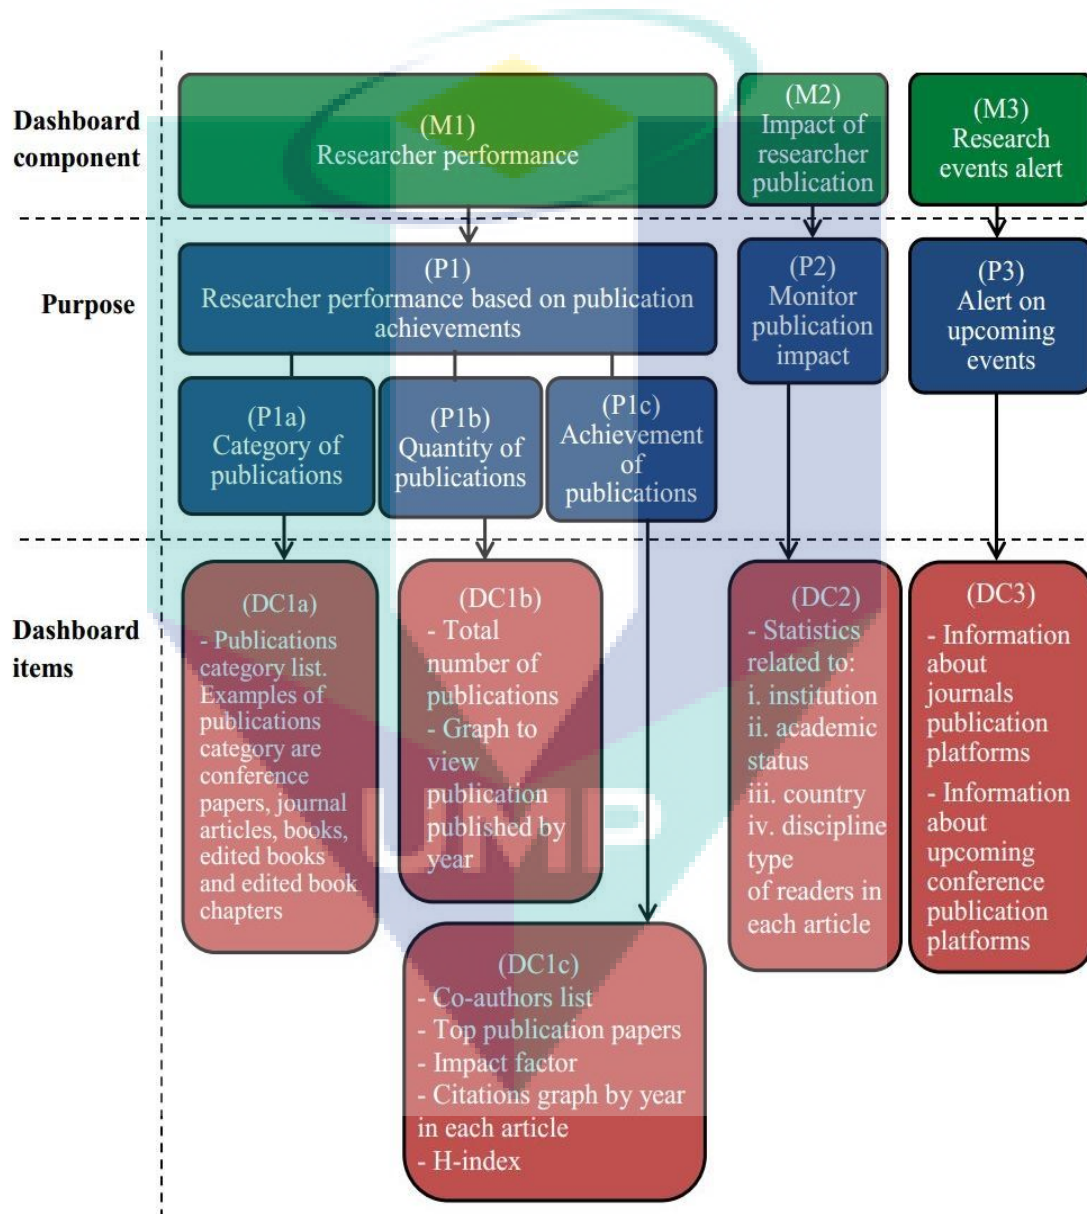 Dashboard
component
(M1)
Researcher performance
(M2)
Impact of
researcher
publication
(M3)
Research
events alert
Purpose
(P1)
Researcher performance based on publication
achievements
(P2)
Monitor
publication
impact
(P3)
Alert on
upcoming
events
(P1a)
Category of
publications
(P1b)
Quantity of
publications
(P1c)
Achievement
of
publications
Dashboard
items
(DC1a)
- Publications
category list.
Examples of
publications
category are
conference
papers, journal
articles, books,
edited books
and edited book
chapters
(DC1b)
- Total
number of
publications
- Graph to
view
publication
published by
year
(DC2)
- Statistics
related to:
i. institution
ii. academic
status
iii. country
iv. discipline
type
of readers in
each article
(DC3)
- Information
about
journals
publication
platforms
- Information
about
upcoming
conference
publication
platforms
UMP
(DC1c)
- Co-authors list
- Top publication papers
- Impact factor
- Citations graph by year
in each article
- H-index